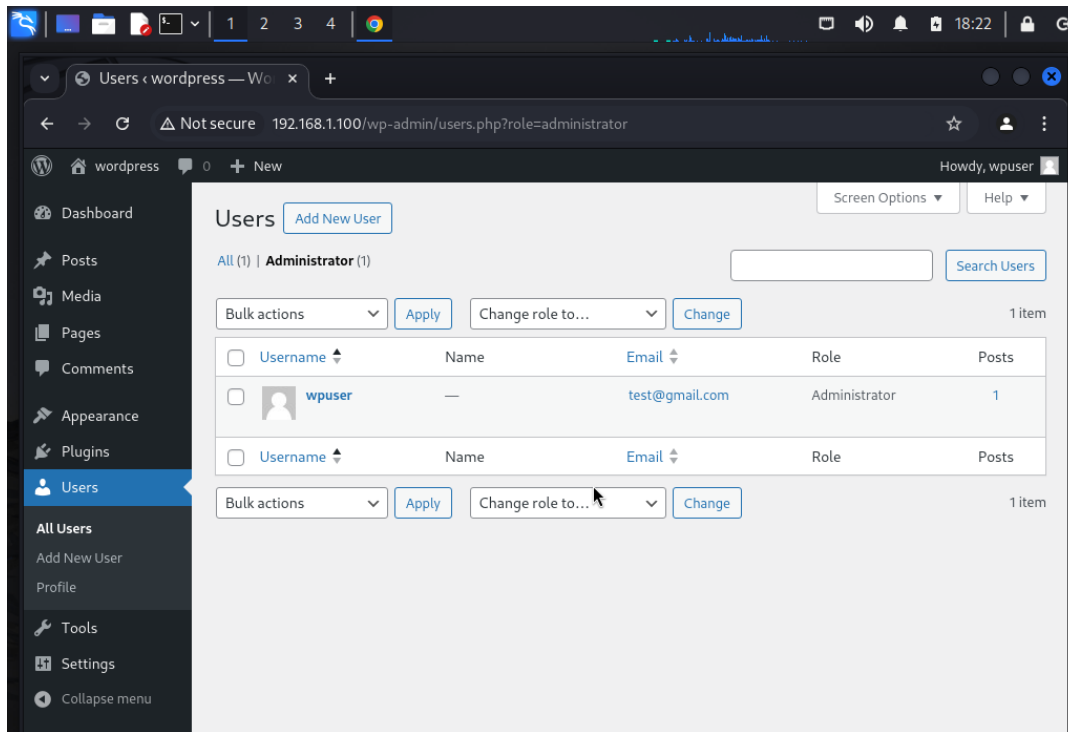 1 2 3 4 18:22
Users ‹ wordpress — Wo
Not secure 192.168.1.100/wp-admin/users.php?role=administrator
wordpress 0 New Howdy, wpuser
Dashboard
Posts
Media
Pages
Comments
Appearance
Plugins
Users
All Users
Add New User
Profile
Tools
Settings
Collapse menu
Screen Options Help
Users Add New User
All (1) | Administrator (1)
Search Users
Bulk actions Apply Change role to... Change 1 item
Username Name Email Role Posts
wpuser — test@gmail.com Administrator 1
Username Name Email Role Posts
Bulk actions Apply Change role to... Change 1 item